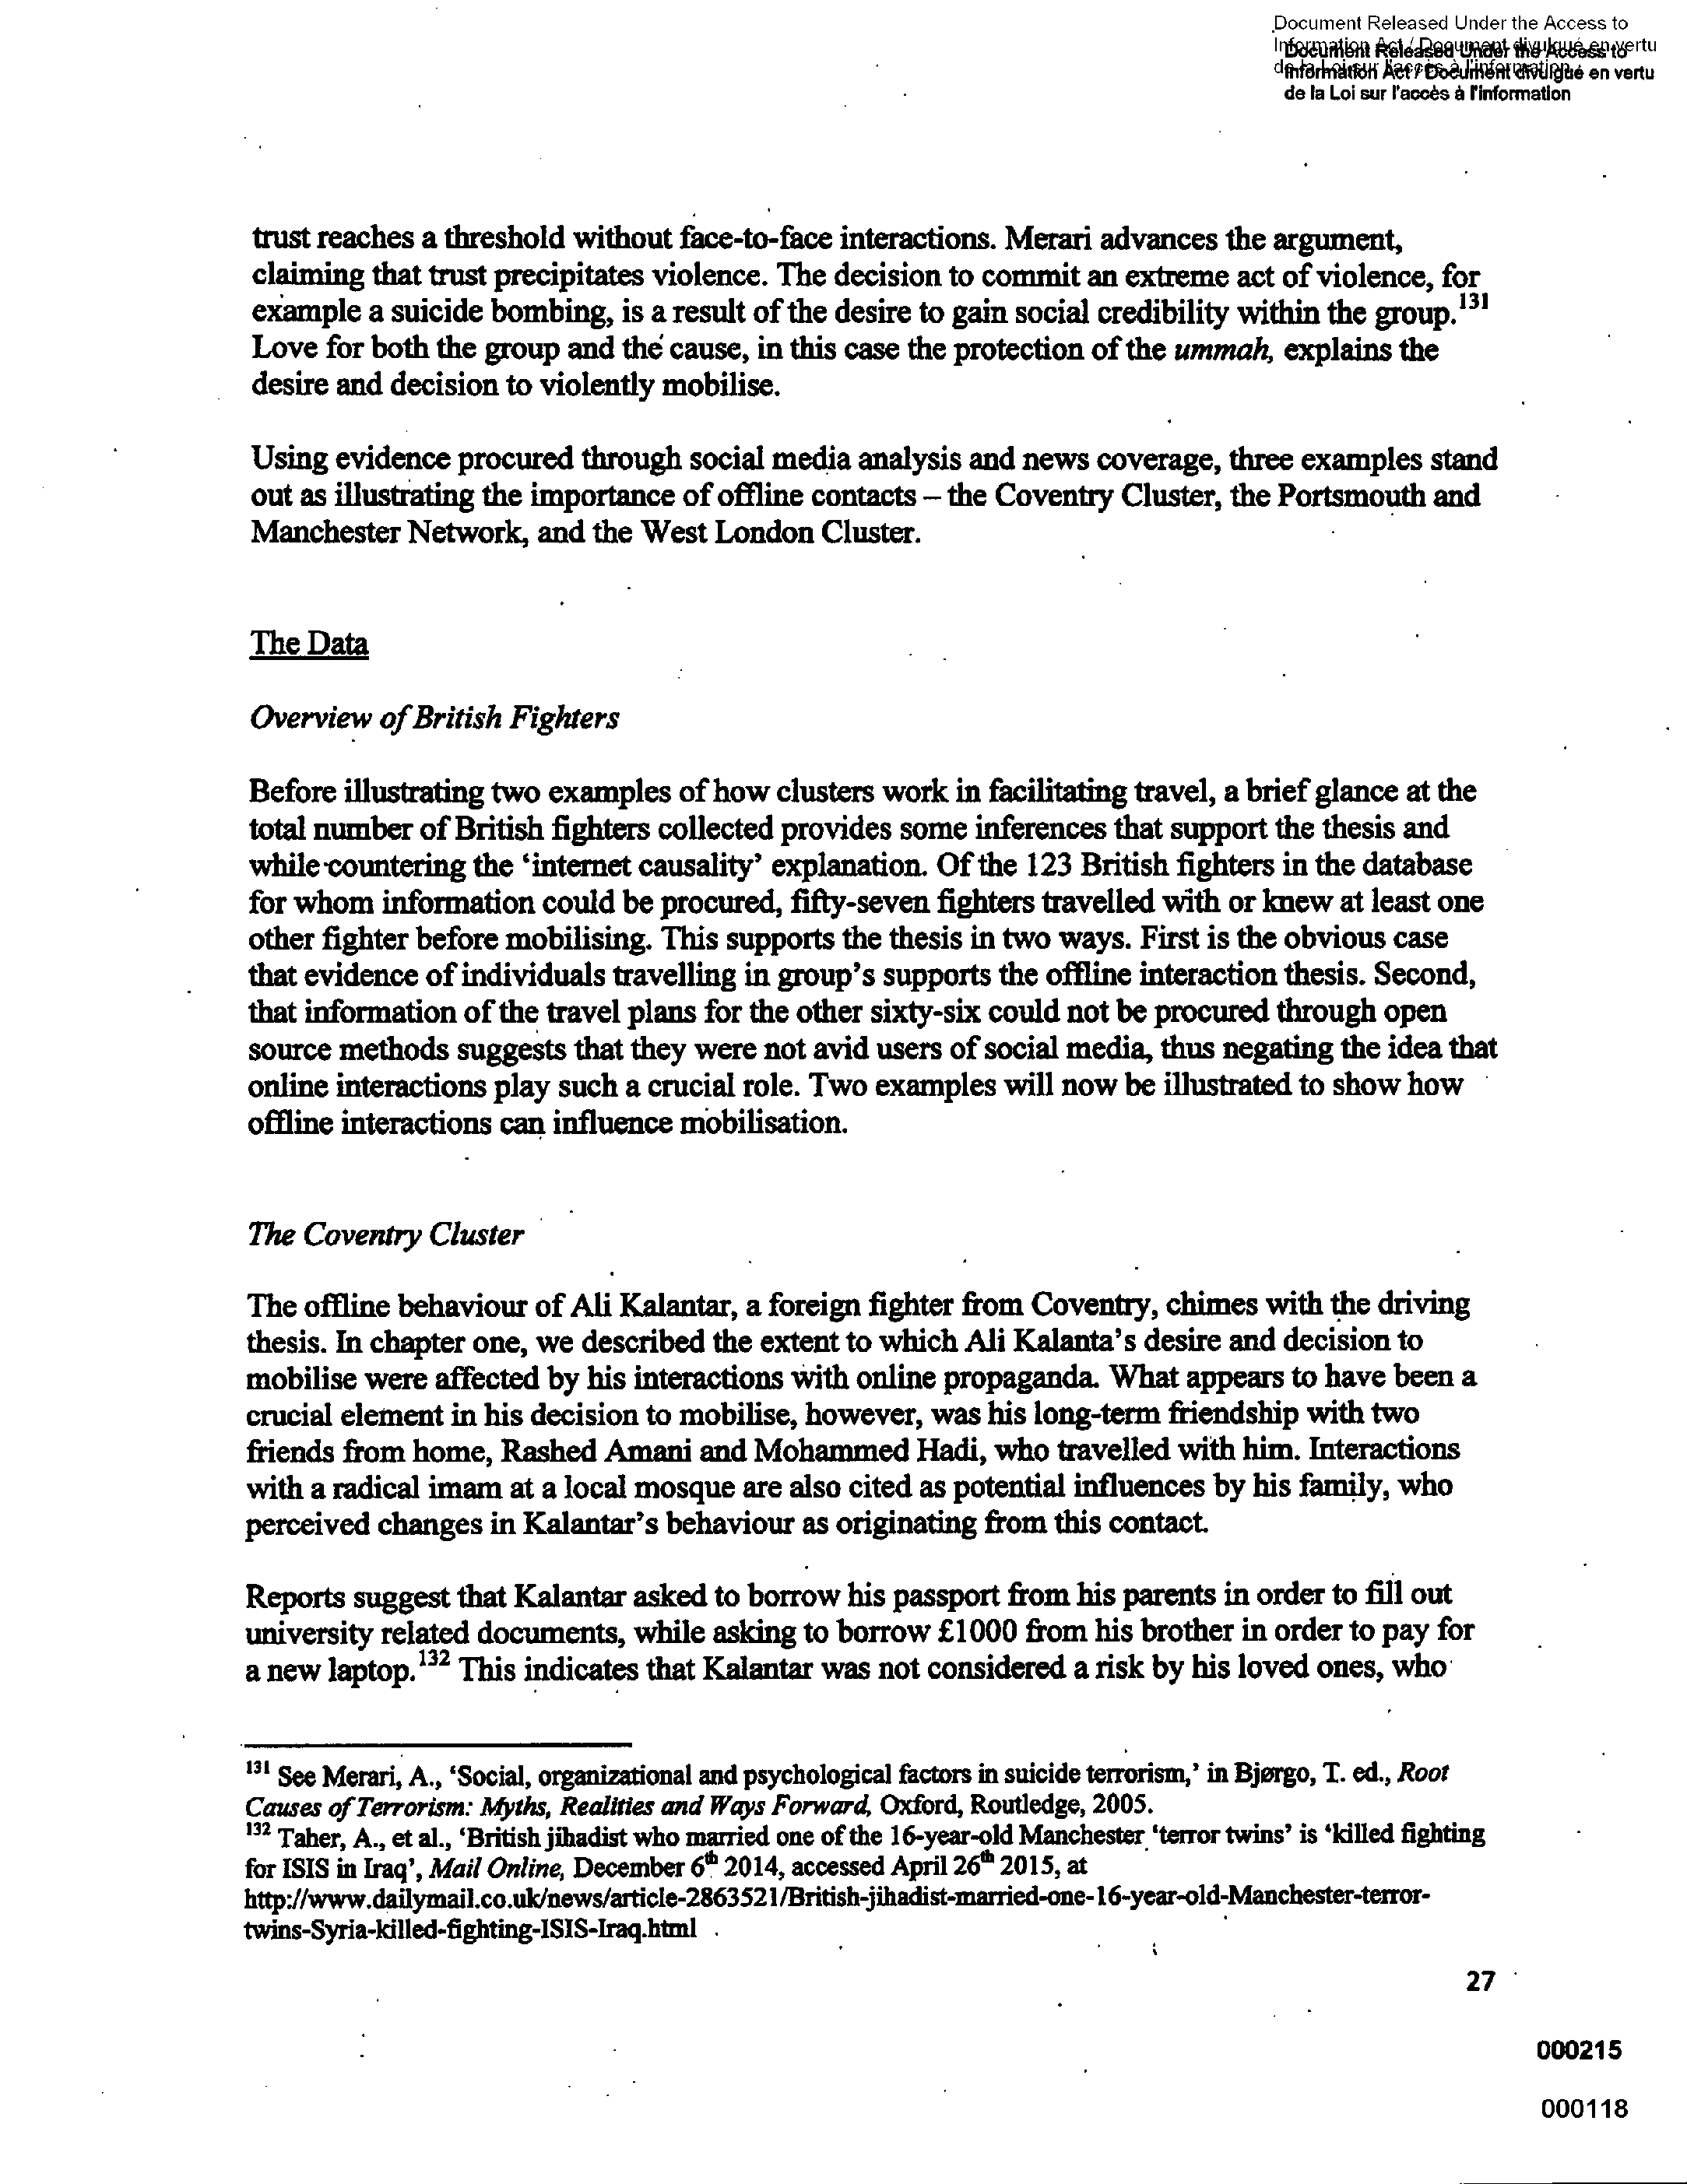 Document Released Under the Access to
Information Act / Document divulgué en vertu
de la Loi sur l'accès à l'information
Document Released Under the Access to
Information Act / Document divulgué en vertu
de la Loi sur l'accès à l'information
trust reaches a threshold without face-to-face interactions. Merari advances the argument,
claiming that trust precipitates violence. The decision to commit an extreme act of violence, for
example a suicide bombing, is a result of the desire to gain social credibility within the group.131
Love for both the group and the cause, in this case the protection of the ummah, explains the
desire and decision to violently mobilise.
Using evidence procured through social media analysis and news coverage, three examples stand
out as illustrating the importance of offline contacts – the Coventry Cluster, the Portsmouth and
Manchester Network, and the West London Cluster.
The Data
Overview of British Fighters
Before illustrating two examples of how clusters work in facilitating travel, a brief glance at the
total number of British fighters collected provides some inferences that support the thesis and
while countering the 'internet causality' explanation. Of the 123 British fighters in the database
for whom information could be procured, fifty-seven fighters travelled with or knew at least one
other fighter before mobilising. This supports the thesis in two ways. First is the obvious case
that evidence of individuals travelling in group's supports the offline interaction thesis. Second,
that information of the travel plans for the other sixty-six could not be procured through open
source methods suggests that they were not avid users of social media, thus negating the idea that
online interactions play such a crucial role. Two examples will now be illustrated to show how
offline interactions can influence mobilisation.
The Coventry Cluster
The offline behaviour of Ali Kalantar, a foreign fighter from Coventry, chimes with the driving
thesis. In chapter one, we described the extent to which Ali Kalanta's desire and decision to
mobilise were affected by his interactions with online propaganda. What appears to have been a
crucial element in his decision to mobilise, however, was his long-term friendship with two
friends from home, Rashed Amani and Mohammed Hadi, who travelled with him. Interactions
with a radical imam at a local mosque are also cited as potential influences by his family, who
perceived changes in Kalantar's behaviour as originating from this contact.
Reports suggest that Kalantar asked to borrow his passport from his parents in order to fill out
university related documents, while asking to borrow £1000 from his brother in order to pay for
a new laptop.132 This indicates that Kalantar was not considered a risk by his loved ones, who
131 See Merari, A., 'Social, organizational and psychological factors in suicide terrorism,' in Bjørgo, T. ed., Root
Causes of Terrorism: Myths, Realities and Ways Forward, Oxford, Routledge, 2005.
132 Taher, A., et al., 'British jihadist who married one of the 16-year-old Manchester 'terror twins' is 'killed fighting
for ISIS in Iraq', Mail Online, December 6th 2014, accessed April 26th 2015, at
http://www.dailymail.co.uk/news/article-2863521/British-jihadist-married-one-16-year-old-Manchester-terror-
twins-Syria-killed-fighting-ISIS-Iraq.html
27
000215
000118